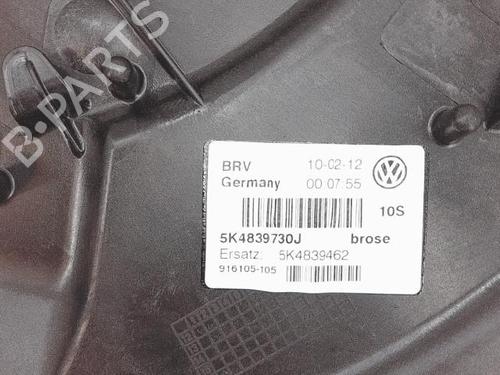 B-PARTS
BRV 10-02-12
Germany 00:07:55
10S
5K4839730J brose
Ersatz: 5K4839462
916105-105